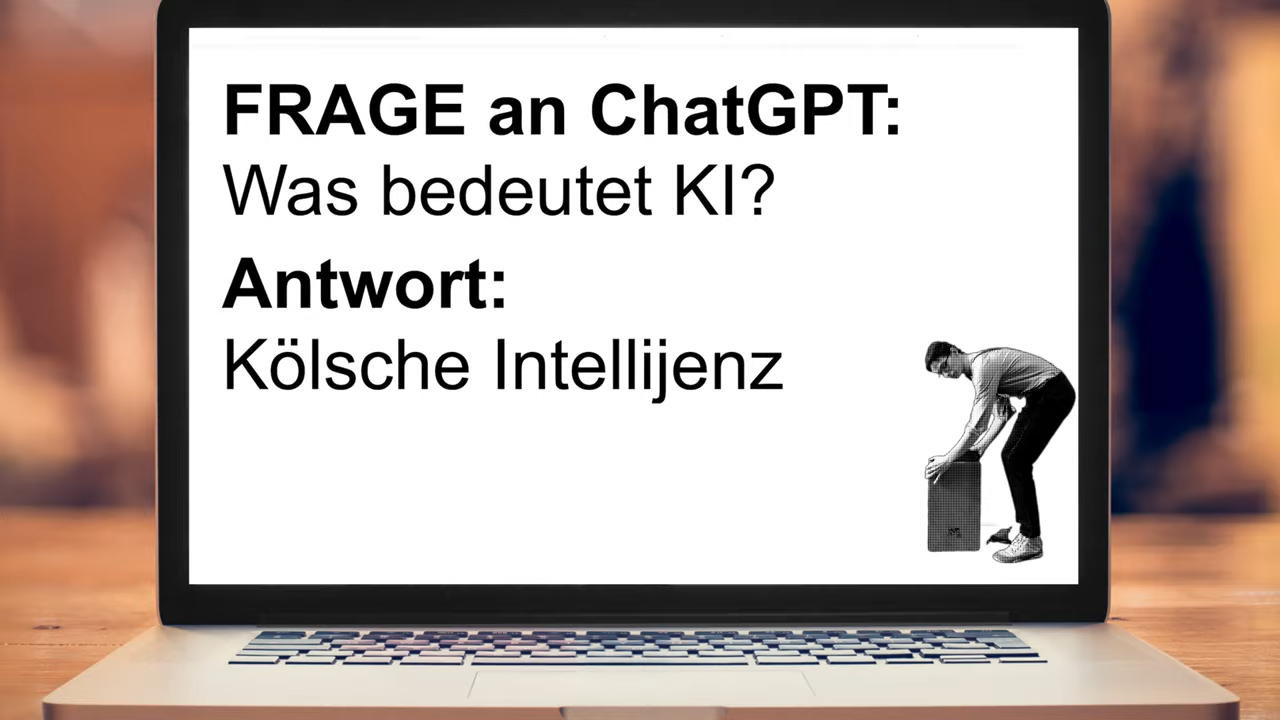 FRAGE an ChatGPT:
Was bedeutet KI?
Antwort:
Kölsche Intellijenz